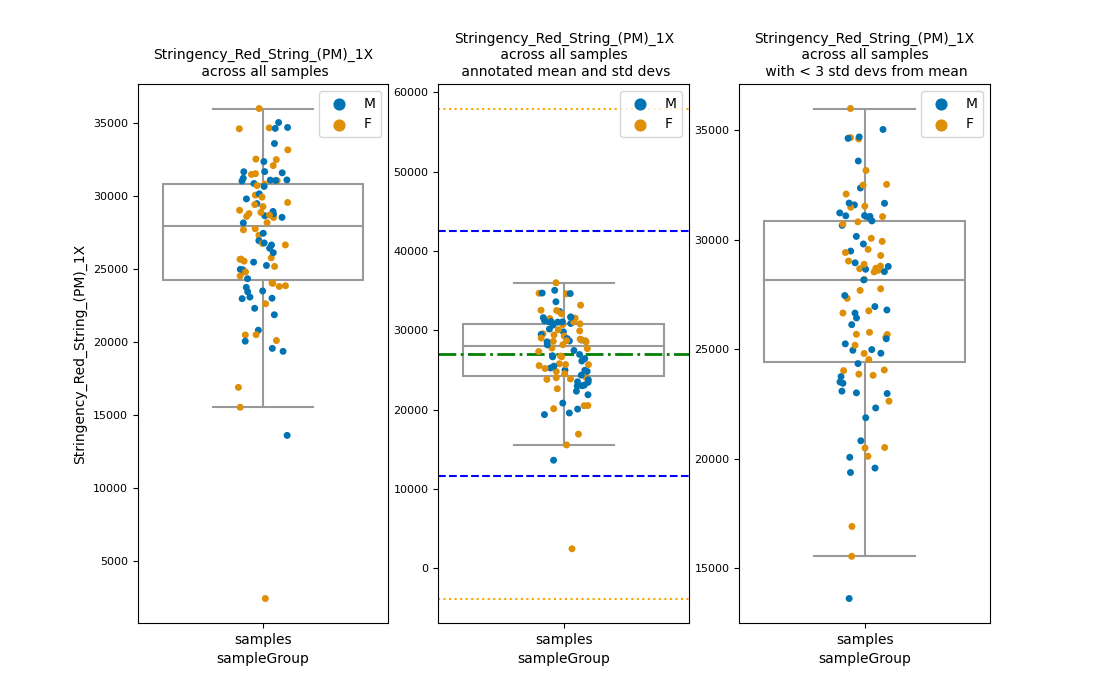 Stringency_Red_String_(PM)_1X
across all samples
Stringency_Red_String_(PM)_1X
35000
30000
25000
20000
15000
10000
5000
M
F
samples
sampleGroup
Stringency_Red_String_(PM)_1X
across all samples
annotated mean and std devs
60000
50000
40000
30000
20000
10000
0
M
F
samples
sampleGroup
Stringency_Red_String_(PM)_1X
across all samples
with < 3 std devs from mean
35000
30000
25000
20000
15000
M
F
samples
sampleGroup